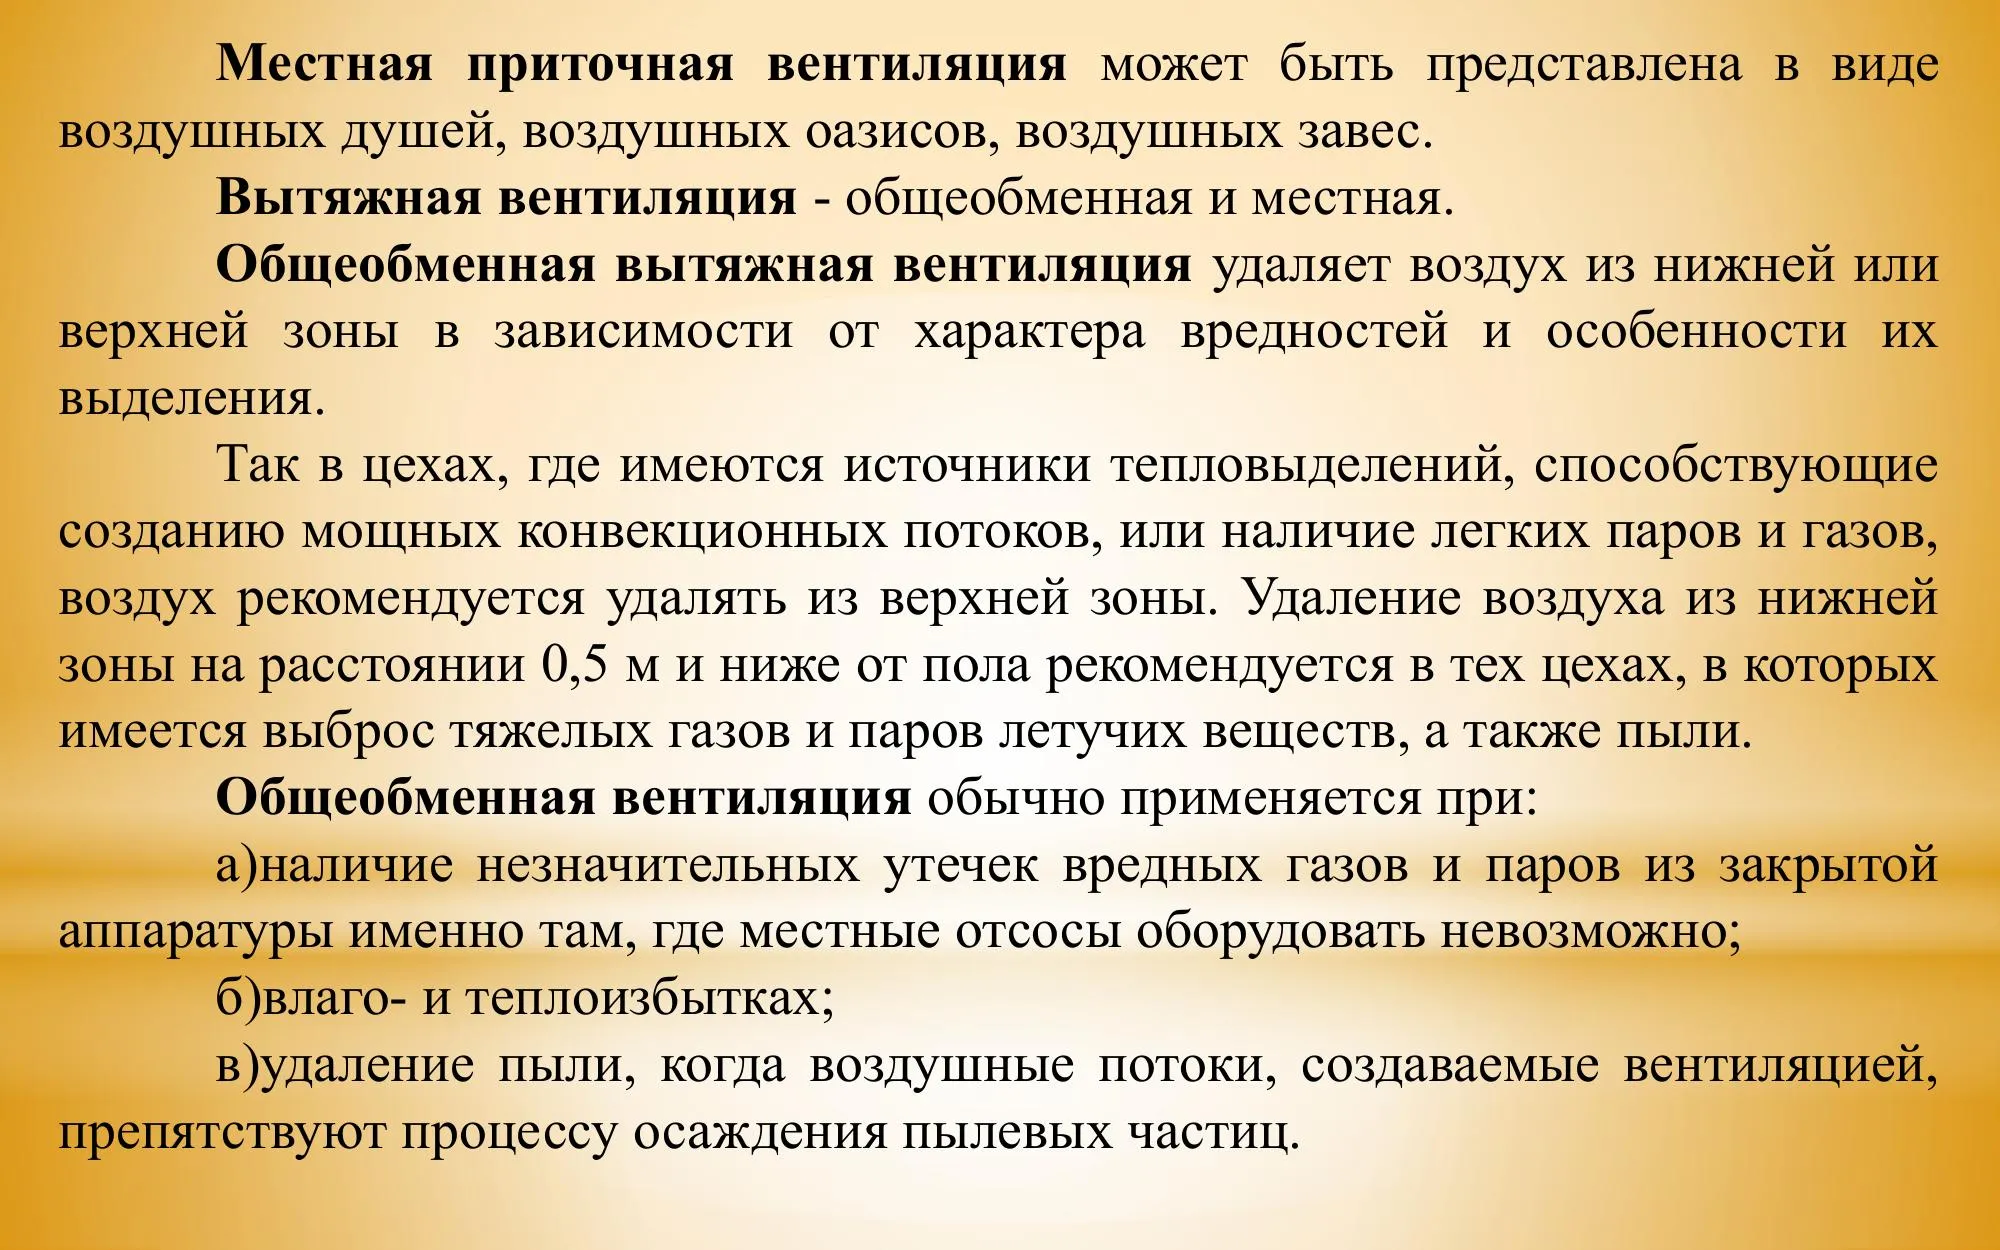 Местная приточная вентиляция может быть представлена в виде
воздушных душей, воздушных оазисов, воздушных завес.
Вытяжная вентиляция - общеобменная и местная.
Общеобменная вытяжная вентиляция удаляет воздух из нижней или
верхней зоны в зависимости от характера вредностей и особенности их
выделения.
Так в цехах, где имеются источники тепловыделений, способствующие
созданию мощных конвекционных потоков, или наличие легких паров и газов,
воздух рекомендуется удалять из верхней зоны. Удаление воздуха из нижней
зоны на расстоянии 0,5 м и ниже от пола рекомендуется в тех цехах, в которых
имеется выброс тяжелых газов и паров летучих веществ, а также пыли.
Общеобменная вентиляция обычно применяется при:
а)наличие незначительных утечек вредных газов и паров из закрытой
аппаратуры именно там, где местные отсосы оборудовать невозможно;
б)влаго- и теплоизбытках;
в)удаление пыли, когда воздушные потоки, создаваемые вентиляцией,
препятствуют процессу осаждения пылевых частиц.